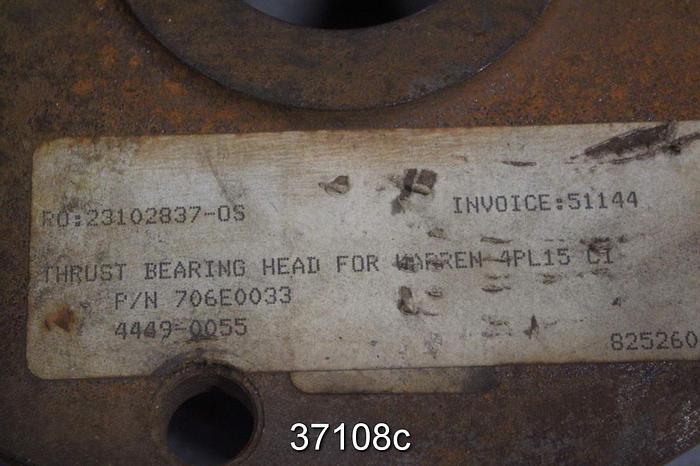 RO:23102837-OS INVOICE:51144
THRUST BEARING HEAD FOR WARREN 4PL15 CI
P/N 706E0033
4449-0055
825260
37108c